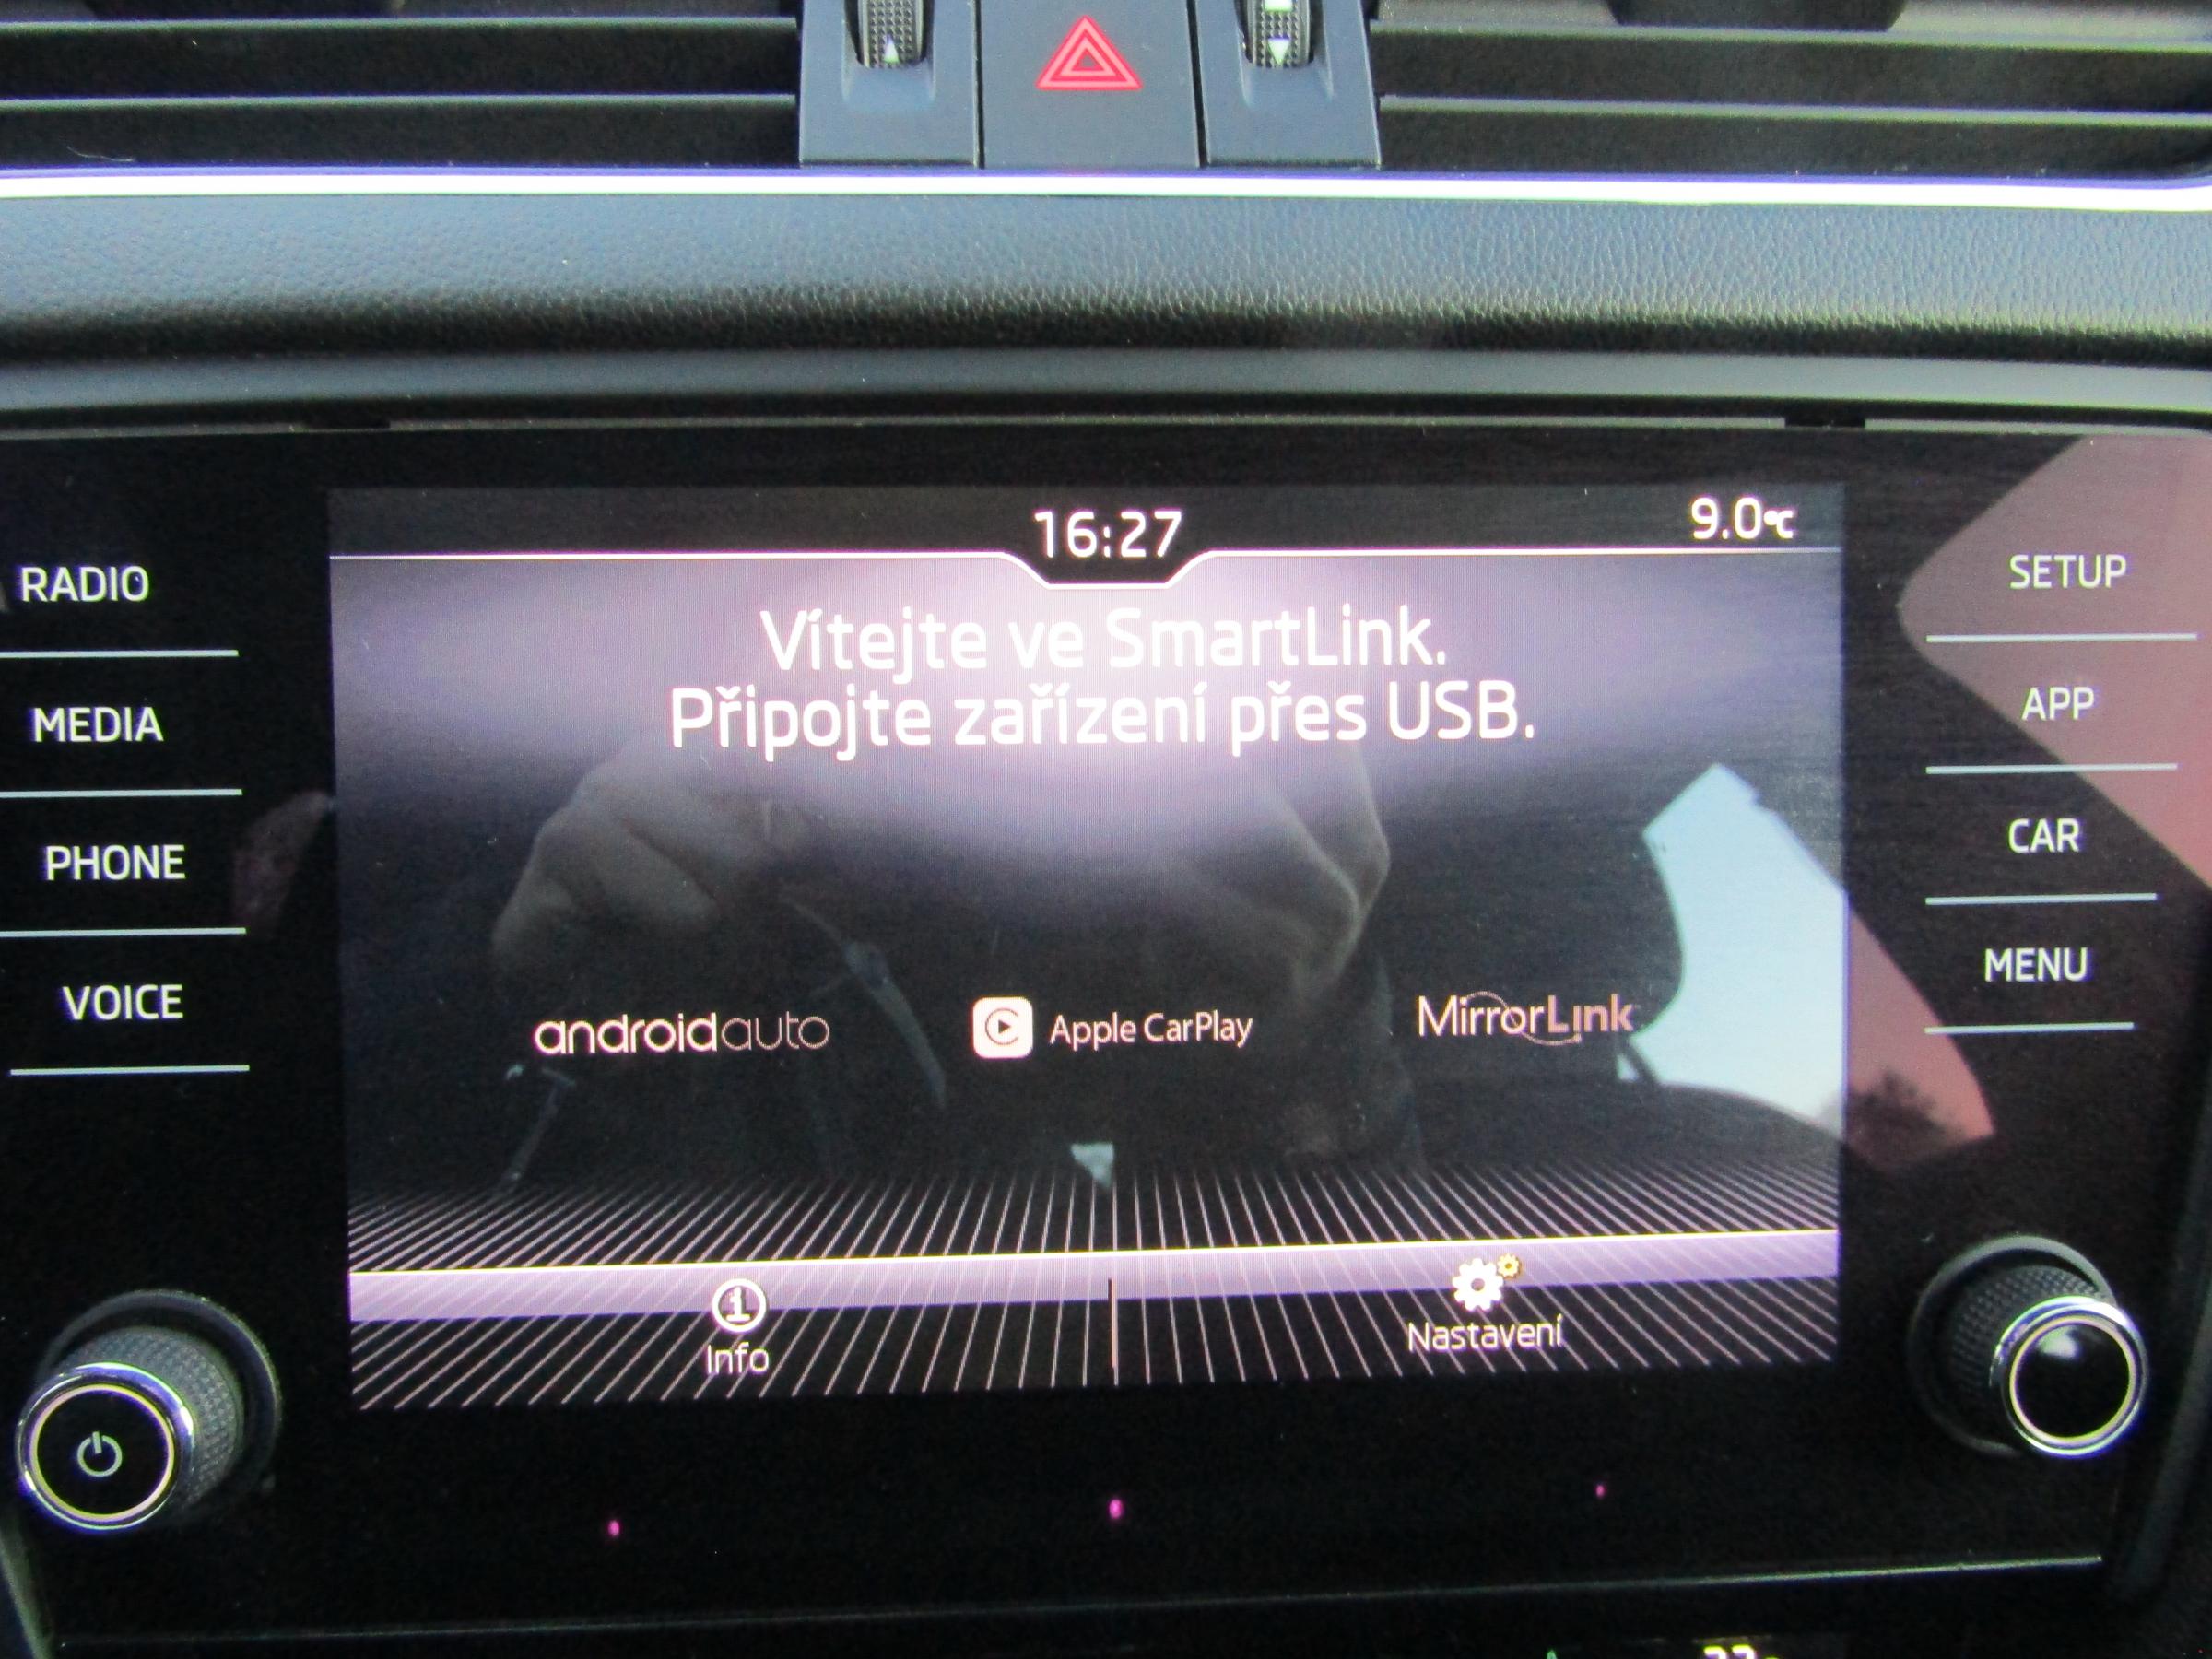 16:27
9.0°C
Vítejte ve SmartLink.
Připojte zařízení přes USB.
RADIO
MEDIA
PHONE
VOICE
androidauto
Apple CarPlay
MirrorLink
Info
Nastavení
SETUP
APP
CAR
MENU